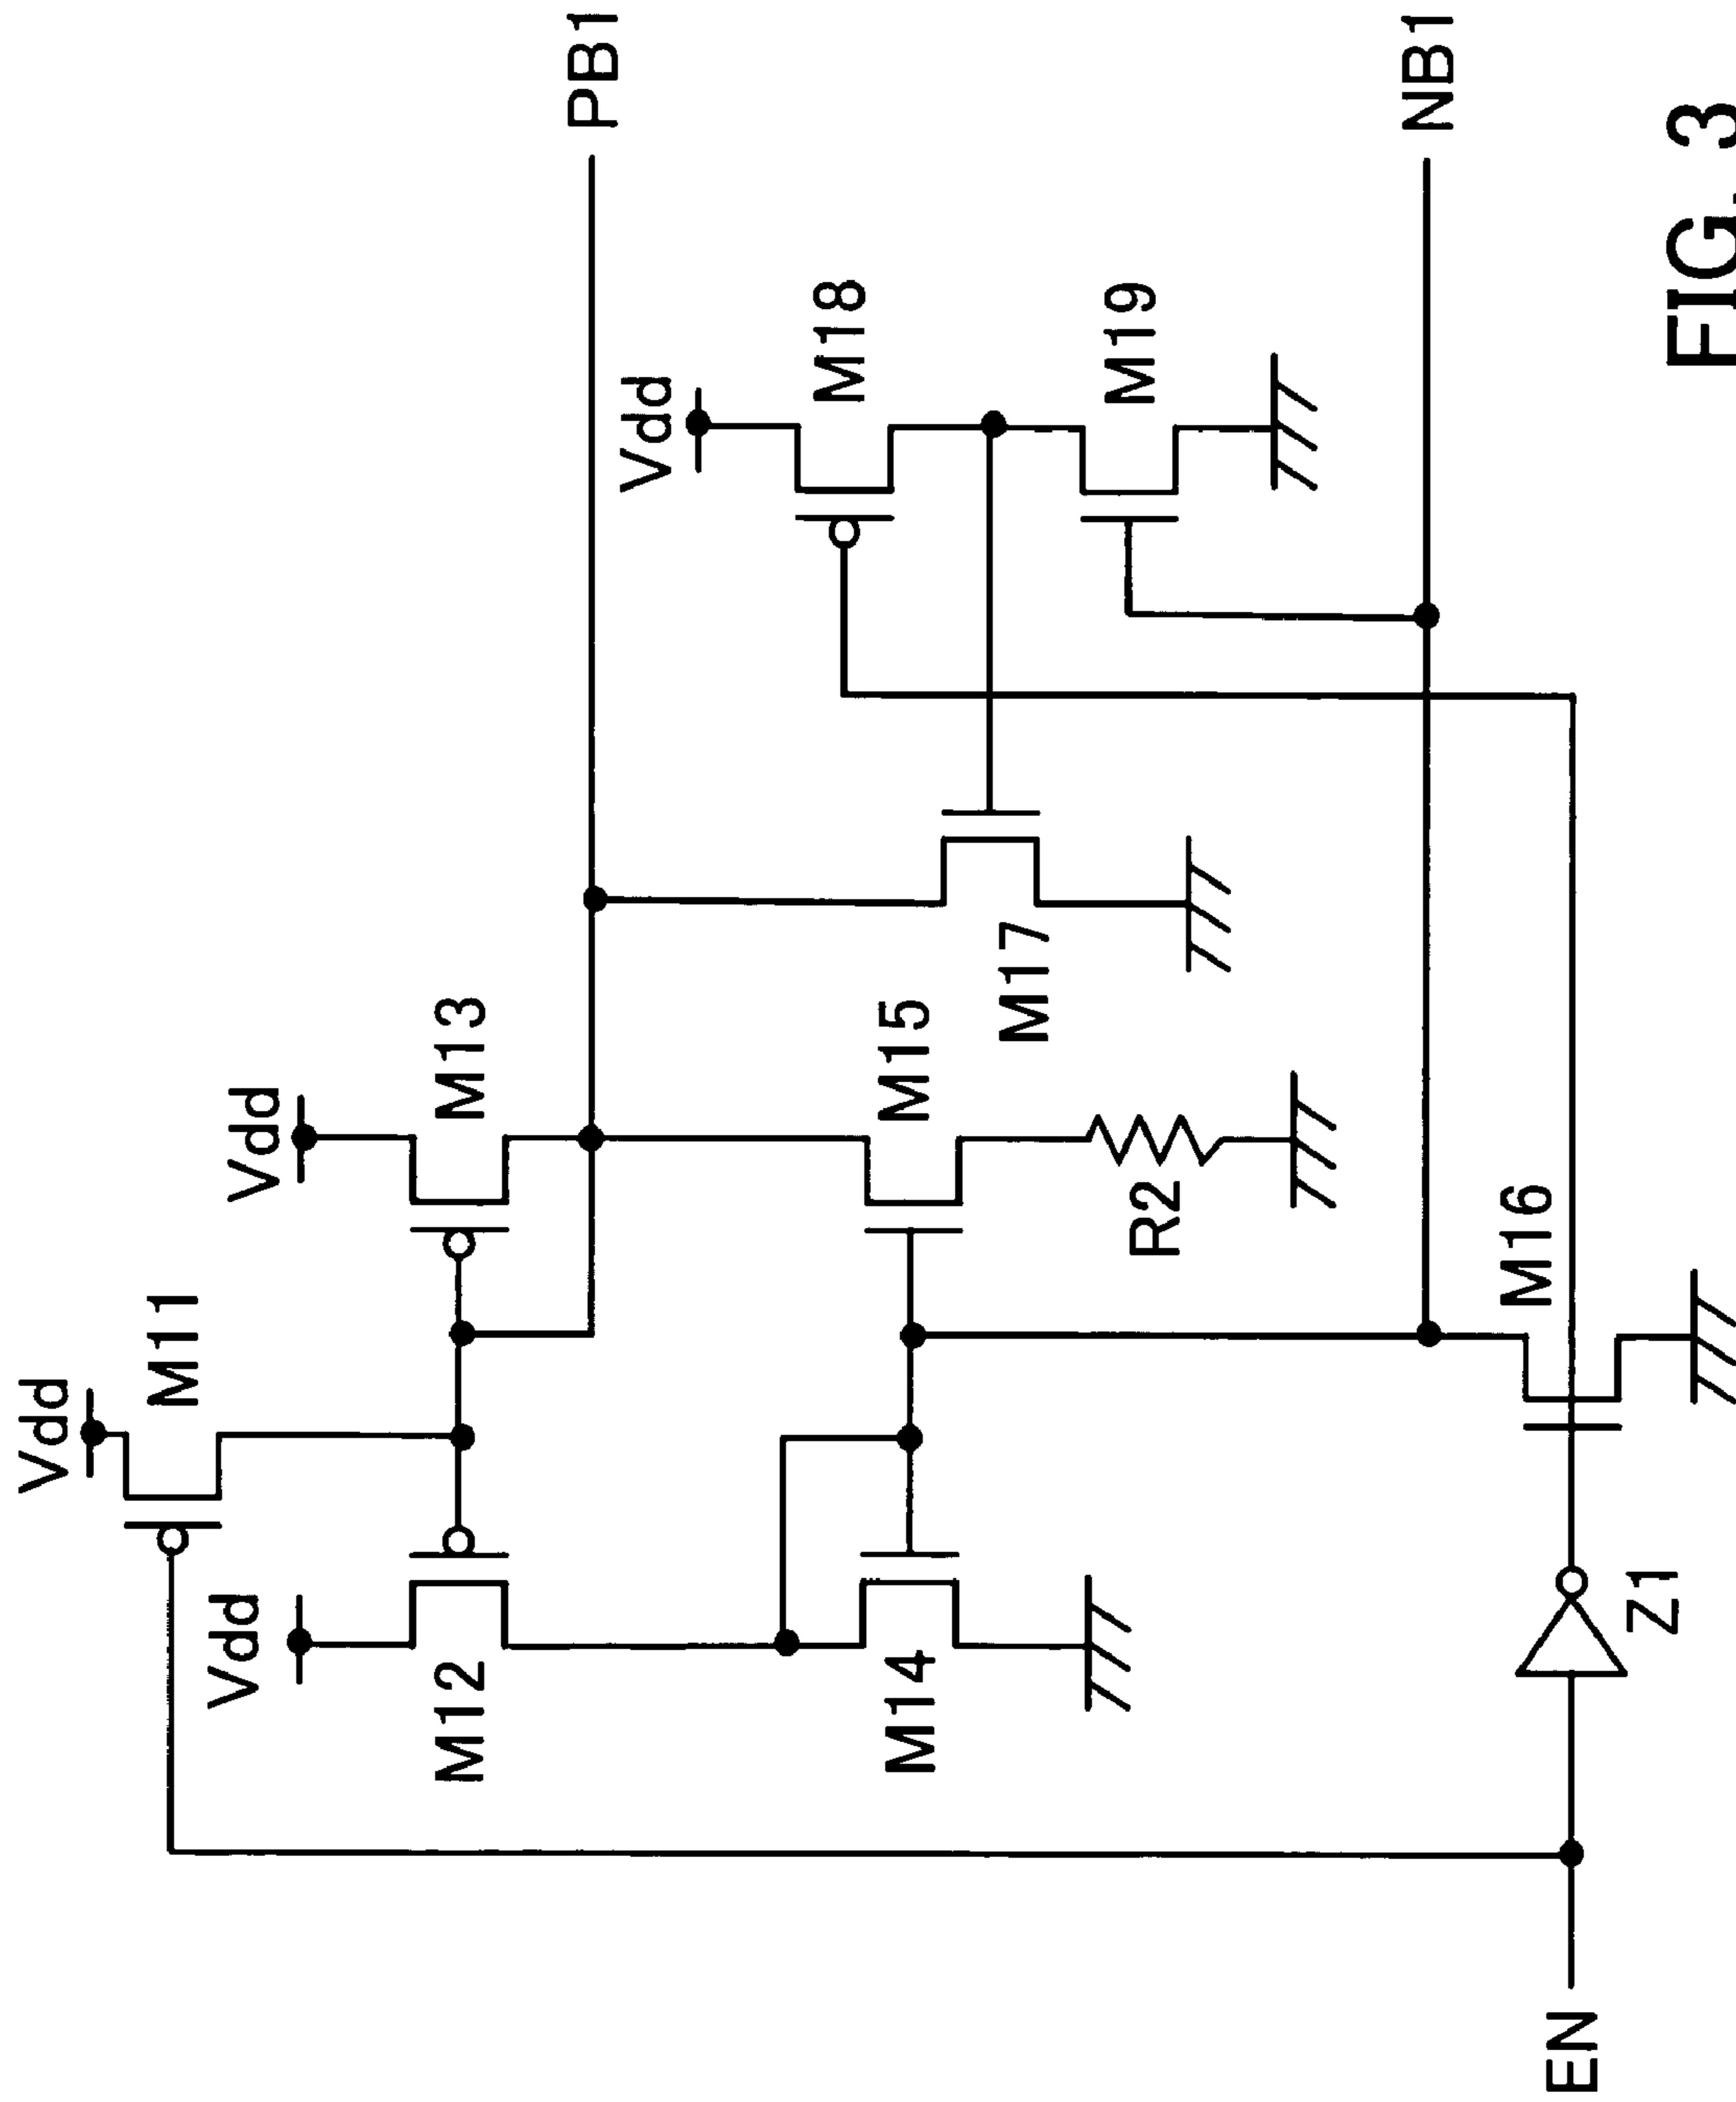 Vdd
M11
Vdd
Vdd
M12
M13
PB1
Vdd
M18
M14
M15
M17
M19
R2
EN
Z1
M16
NB1
FIG. 3